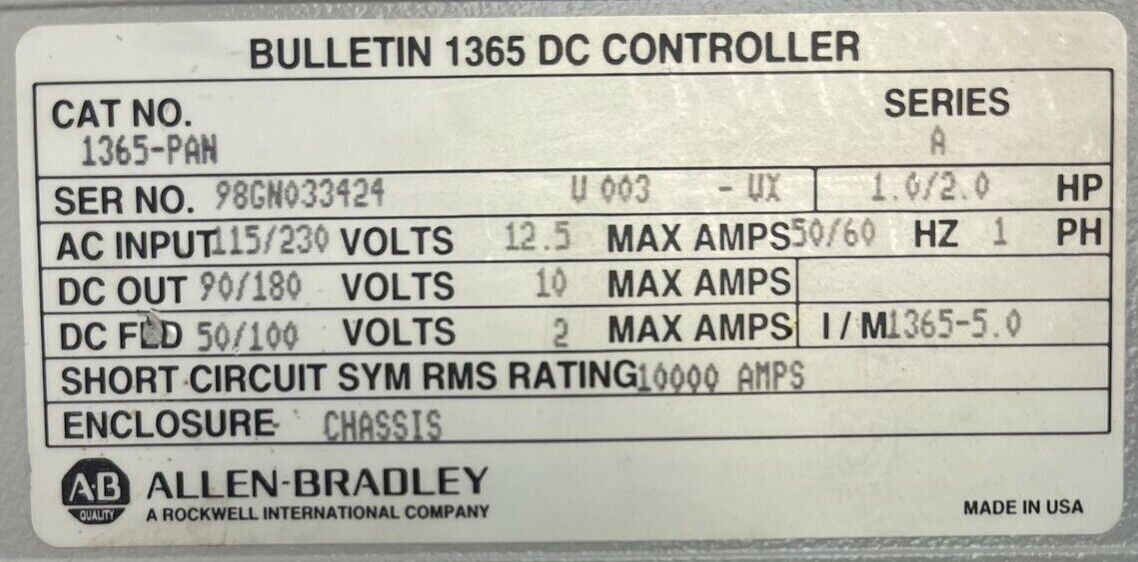 BULLETIN 1365 DC CONTROLLER
CAT NO. SERIES
1365-PAN A
SER NO. 98GN033424 U 003 - UX 1.0/2.0 HP
AC INPUT 115/230 VOLTS 12.5 MAX AMPS 50/60 HZ 1 PH
DC OUT 90/180 VOLTS 10 MAX AMPS
DC FLD 50/100 VOLTS 2 MAX AMPS I/M 1365-5.0
SHORT CIRCUIT SYM RMS RATING 10000 AMPS
ENCLOSURE CHASSIS
A·B QUALITY
ALLEN-BRADLEY
A ROCKWELL INTERNATIONAL COMPANY
MADE IN USA